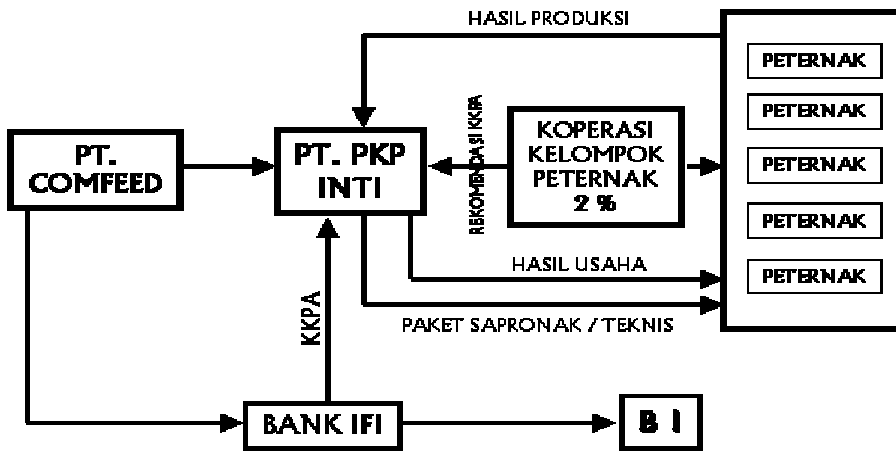 HASIL PRODUKSI
PETERNAK
PETERNAK
PETERNAK
PETERNAK
PETERNAK
PT.
COMFEED
PT. PKP
INTI
REKOMENDASI KKPA
KOPERASI
KELOMPOK
PETERNAK
2 %
HASIL USAHA
PAKET SAPRONAK / TEKNIS
KKPA
BANK IFI
B I